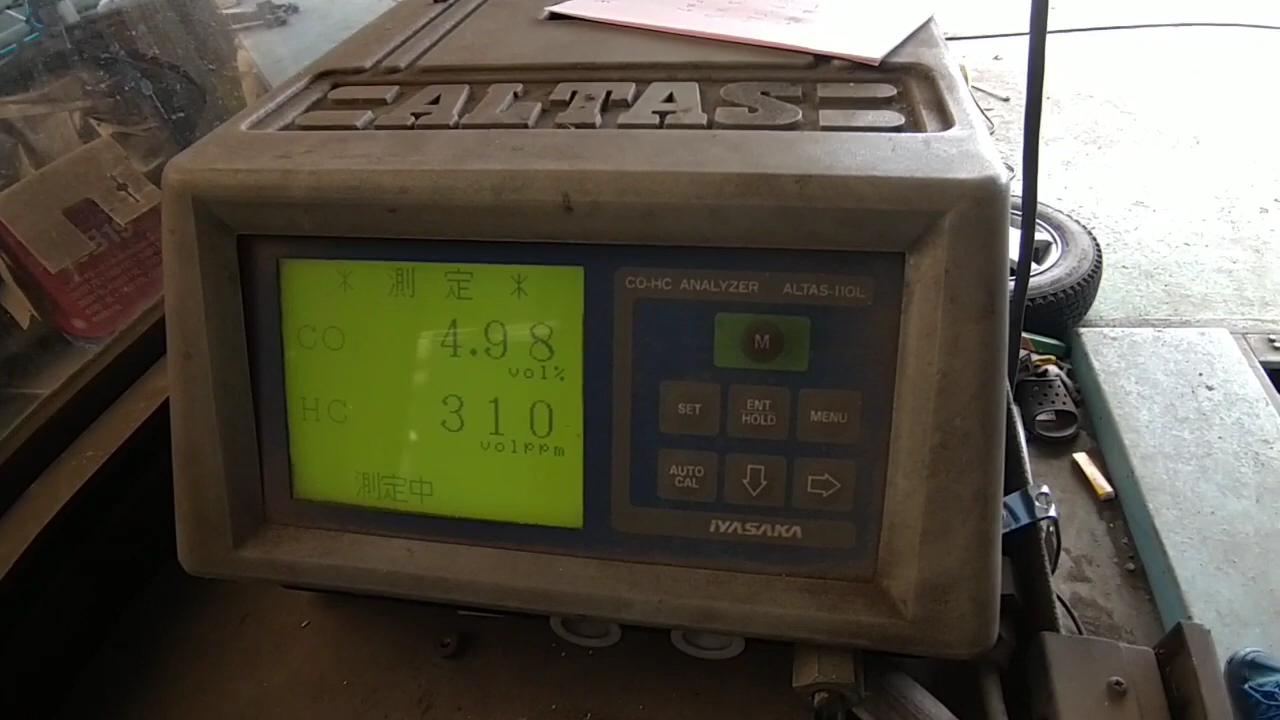 ALTAS
* 測 定 *
CO 4.98
vol%
HC 310
volppm
測定中
CO-HC ANALYZER ALTAS-110L
M
SET ENT/HOLD MENU
AUTO CAL
IYASAKA